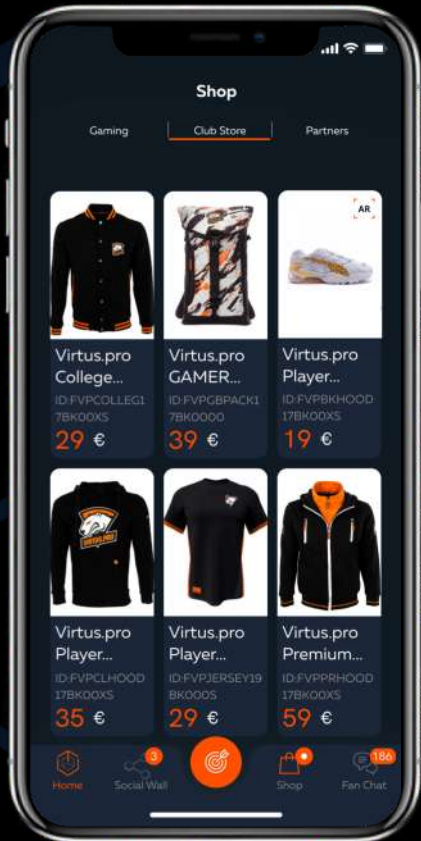 Shop
Gaming
Club Store
Partners
AR
Virtus.pro
College...
ID:FVPCOLLEG1
7BK00XS
29 €
Virtus.pro
GAMER...
ID:FVPGBPACK1
7BK0000
39 €
Virtus.pro
Player...
ID:FVPBKHOOD
17BK00XS
19 €
VIRTUS.PRO
Virtus.pro
Player...
ID:FVPCLHOOD
17BK00XS
35 €
Virtus.pro
Player...
ID:FVPJERSEY19
BK000S
29 €
Virtus.pro
Premium...
ID:FVPPRHOOD
17BK00XS
59 €
3
186
Home
Social Wall
Shop
Fan Chat